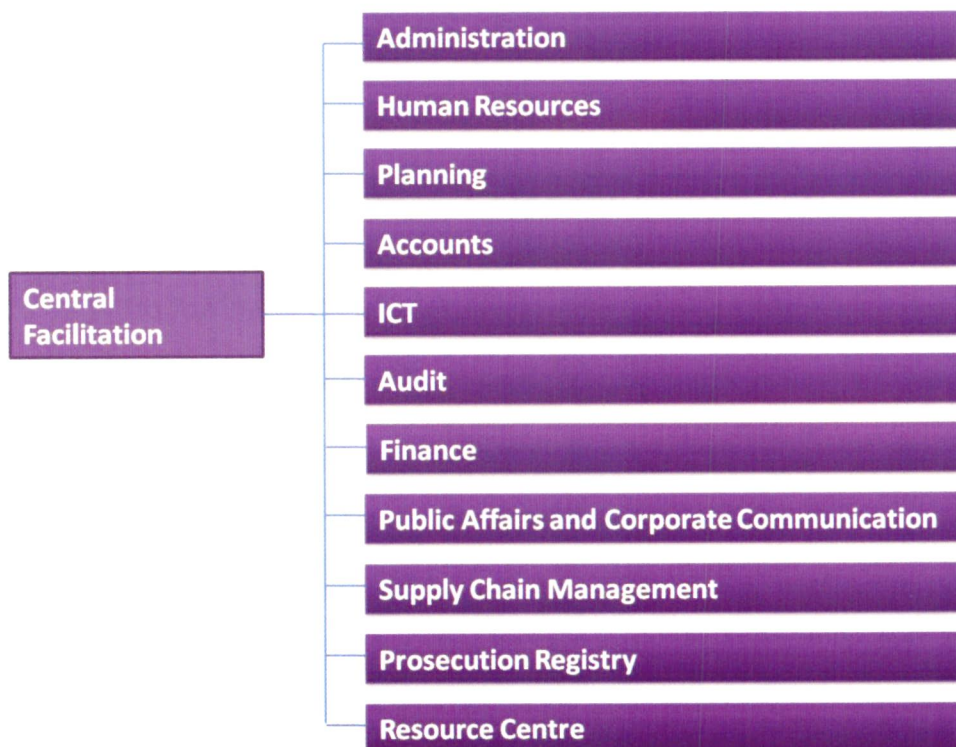 Administration
Human Resources
Planning
Accounts
Central
Facilitation
ICT
Audit
Finance
Public Affairs and Corporate Communication
Supply Chain Management
Prosecution Registry
Resource Centre